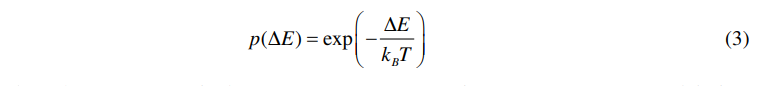 p(ΔE) = exp(−ΔE/k_B T) (3)